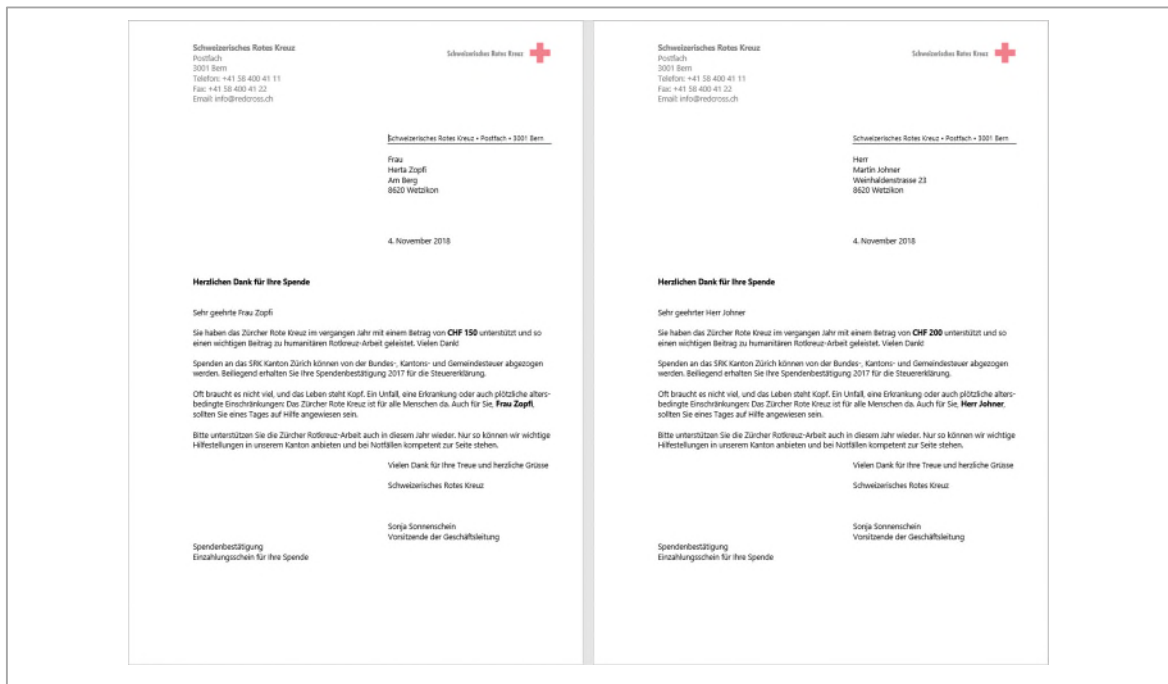 Schweizerisches Rotes Kreuz
Postfach
3001 Bern
Telefon: +41 58 400 41 11
Fax: +41 58 400 41 22
Email: info@redcross.ch
Schweizerisches Rotes Kreuz
Schweizerisches Rotes Kreuz • Postfach • 3001 Bern
Frau
Herta Zopfi
Am Berg
8620 Wetzikon
4. November 2018
Herzlichen Dank für Ihre Spende
Sehr geehrte Frau Zopfi
Sie haben das Zürcher Rote Kreuz im vergangen Jahr mit einem Betrag von CHF 150 unterstützt und so
einen wichtigen Beitrag zu humanitären Rotkreuz-Arbeit geleistet. Vielen Dank!
Spenden an das SRK Kanton Zürich können von der Bundes-, Kantons- und Gemeindesteuer abgezogen
werden. Beiliegend erhalten Sie Ihre Spendenbestätigung 2017 für die Steuererklärung.
Oft braucht es nicht viel, und das Leben steht Kopf. Ein Unfall, eine Erkrankung oder auch plötzliche alters-
bedingte Einschränkungen: Das Zürcher Rote Kreuz ist für alle Menschen da. Auch für Sie, Frau Zopfi,
sollten Sie eines Tages auf Hilfe angewiesen sein.
Bitte unterstützen Sie die Zürcher Rotkreuz-Arbeit auch in diesem Jahr wieder. Nur so können wir wichtige
Hilfestellungen in unserem Kanton anbieten und bei Notfällen kompetent zur Seite stehen.
Vielen Dank für Ihre Treue und herzliche Grüsse
Schweizerisches Rotes Kreuz
Sonja Sonnenschein
Vorsitzende der Geschäftsleitung
Spendenbestätigung
Einzahlungsschein für Ihre Spende
Schweizerisches Rotes Kreuz
Postfach
3001 Bern
Telefon: +41 58 400 41 11
Fax: +41 58 400 41 22
Email: info@redcross.ch
Schweizerisches Rotes Kreuz
Schweizerisches Rotes Kreuz • Postfach • 3001 Bern
Herr
Martin Johner
Weinhaldenstrasse 23
8620 Wetzikon
4. November 2018
Herzlichen Dank für Ihre Spende
Sehr geehrter Herr Johner
Sie haben das Zürcher Rote Kreuz im vergangen Jahr mit einem Betrag von CHF 200 unterstützt und so
einen wichtigen Beitrag zu humanitären Rotkreuz-Arbeit geleistet. Vielen Dank!
Spenden an das SRK Kanton Zürich können von der Bundes-, Kantons- und Gemeindesteuer abgezogen
werden. Beiliegend erhalten Sie Ihre Spendenbestätigung 2017 für die Steuererklärung.
Oft braucht es nicht viel, und das Leben steht Kopf. Ein Unfall, eine Erkrankung oder auch plötzliche alters-
bedingte Einschränkungen: Das Zürcher Rote Kreuz ist für alle Menschen da. Auch für Sie, Herr Johner,
sollten Sie eines Tages auf Hilfe angewiesen sein.
Bitte unterstützen Sie die Zürcher Rotkreuz-Arbeit auch in diesem Jahr wieder. Nur so können wir wichtige
Hilfestellungen in unserem Kanton anbieten und bei Notfällen kompetent zur Seite stehen.
Vielen Dank für Ihre Treue und herzliche Grüsse
Schweizerisches Rotes Kreuz
Sonja Sonnenschein
Vorsitzende der Geschäftsleitung
Spendenbestätigung
Einzahlungsschein für Ihre Spende